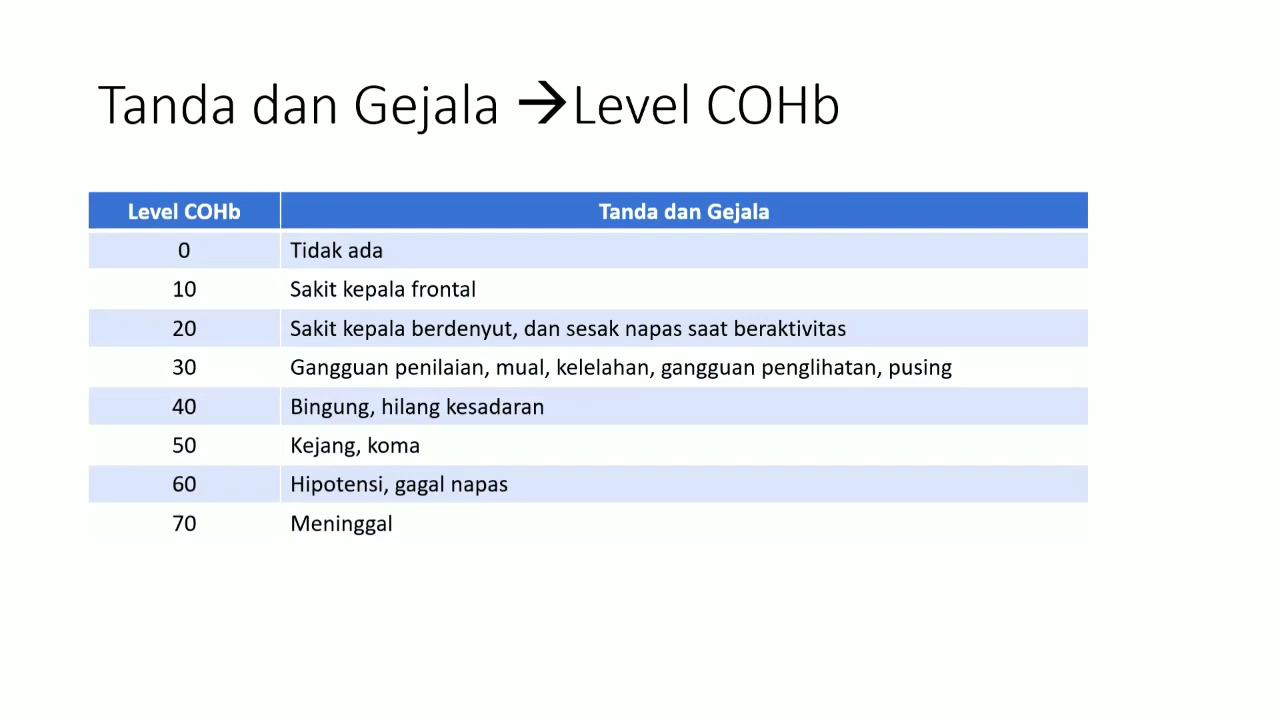 Tanda dan Gejala →Level COHb
Level COHb Tanda dan Gejala
0 Tidak ada
10 Sakit kepala frontal
20 Sakit kepala berdenyut, dan sesak napas saat beraktivitas
30 Gangguan penilaian, mual, kelelahan, gangguan penglihatan, pusing
40 Bingung, hilang kesadaran
50 Kejang, koma
60 Hipotensi, gagal napas
70 Meninggal